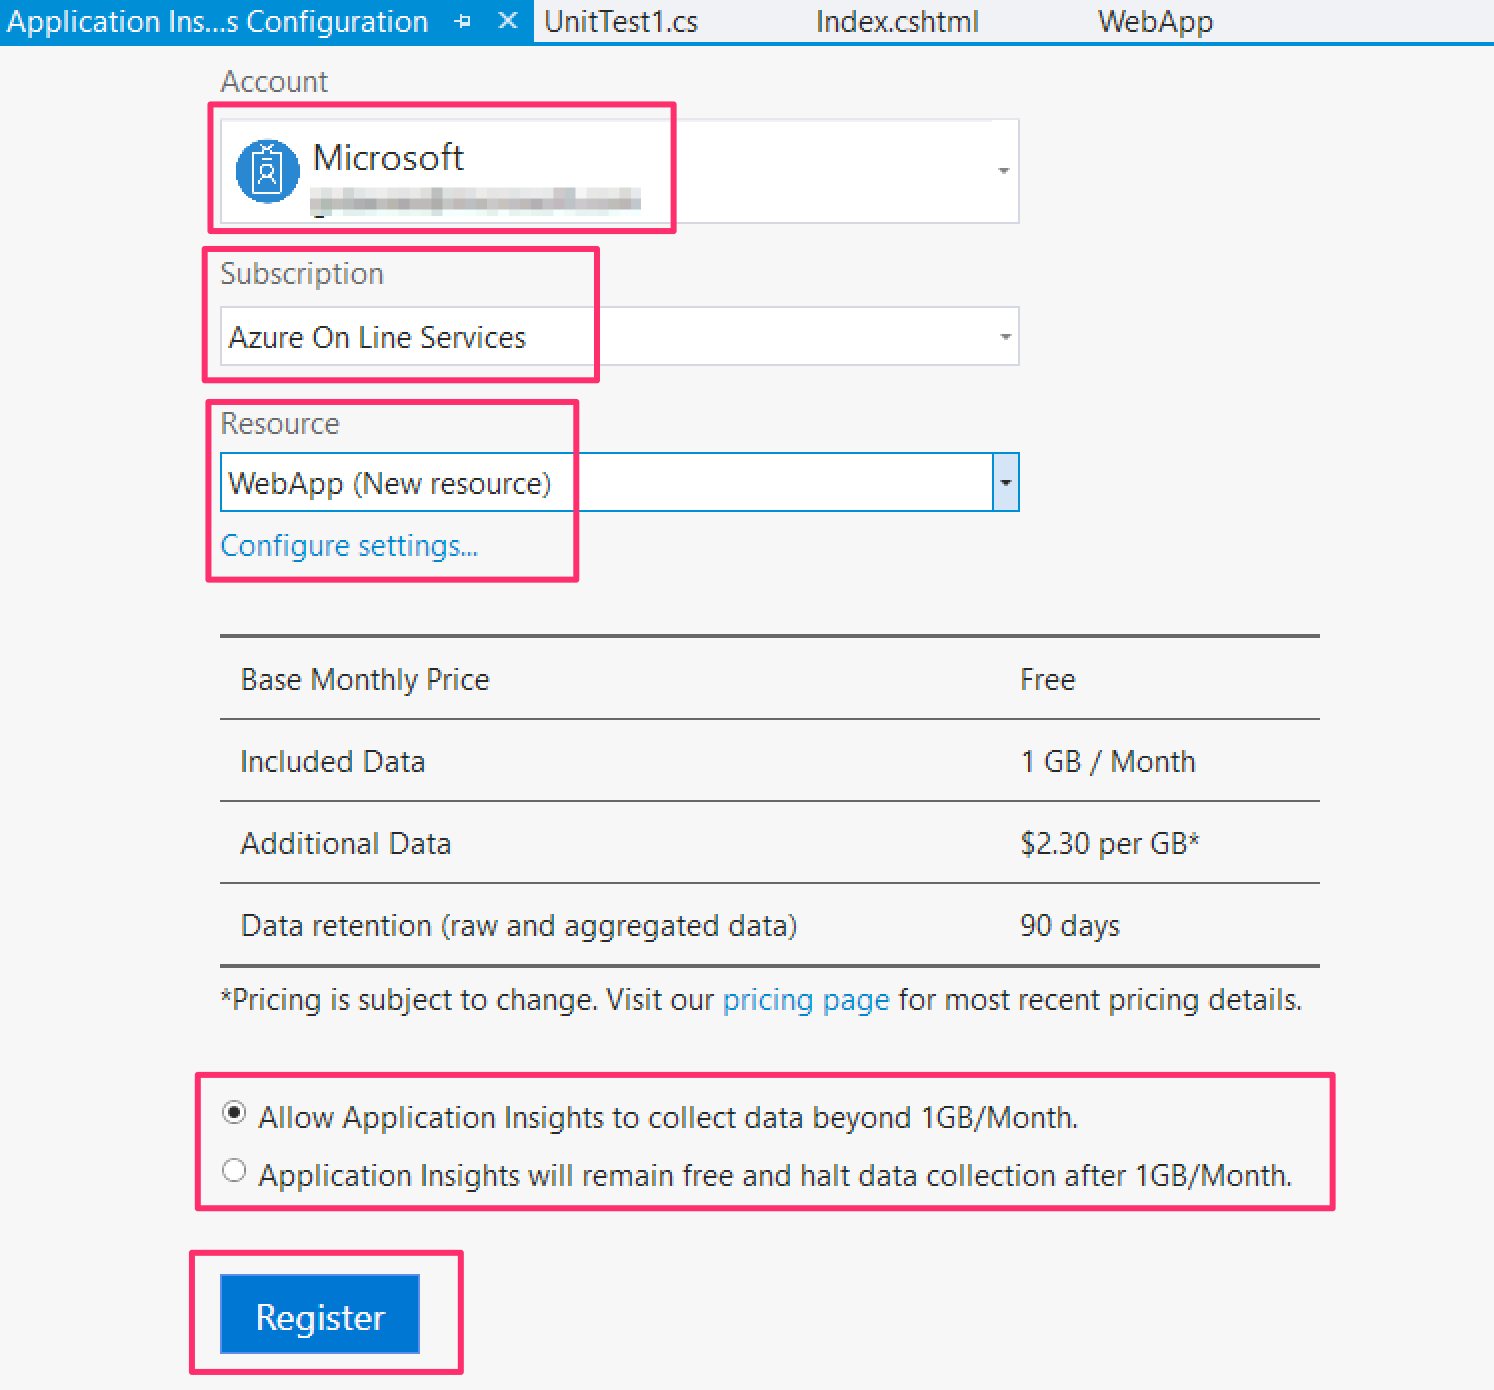 Application Ins...s Configuration
UnitTest1.cs
Index.cshtml
WebApp
Account
Microsoft
Subscription
Azure On Line Services
Resource
WebApp (New resource)
Configure settings...
Base Monthly Price Free
Included Data 1 GB / Month
Additional Data $2.30 per GB*
Data retention (raw and aggregated data) 90 days
*Pricing is subject to change. Visit our pricing page for most recent pricing details.
Allow Application Insights to collect data beyond 1GB/Month.
Application Insights will remain free and halt data collection after 1GB/Month.
Register